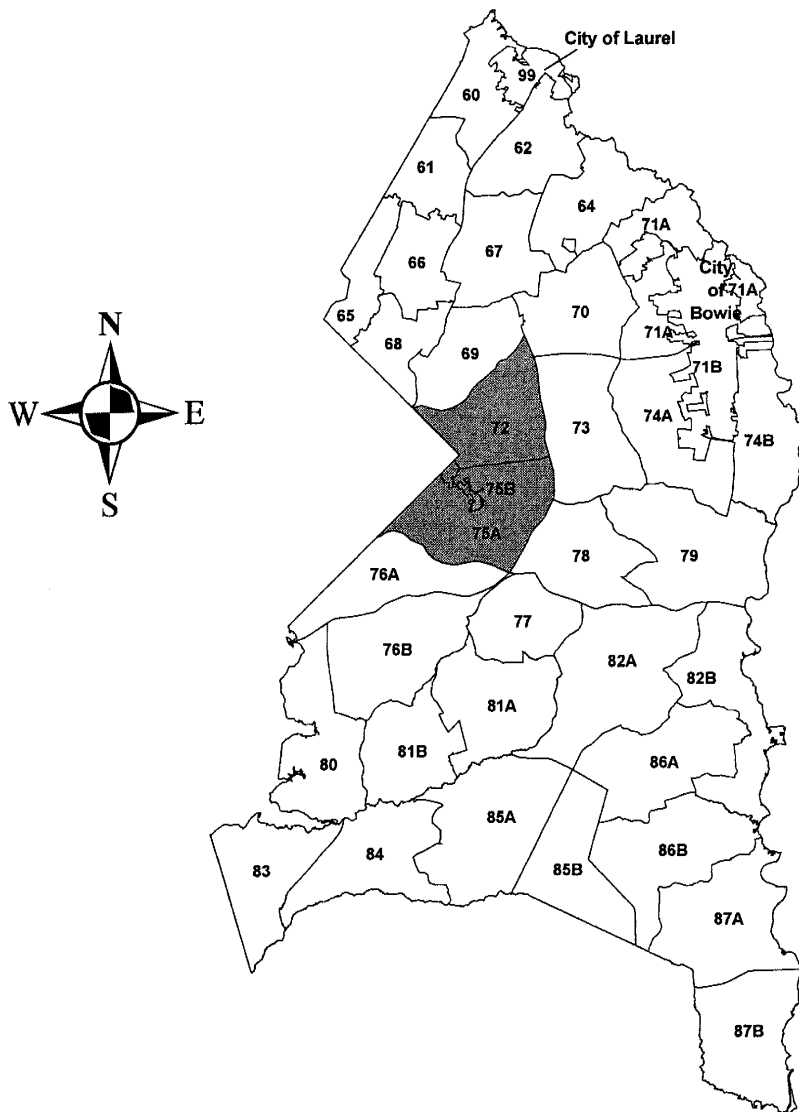 City of Laurel
99
60
62
61
64
71A
67
66
City
of
Bowie
71A
65
70
71A
68
69
71B
72
73
74A
74B
75B
75A
78
79
76A
77
76B
82A
82B
81A
81B
80
86A
85A
86B
84
83
85B
87A
87B
N
W
E
S